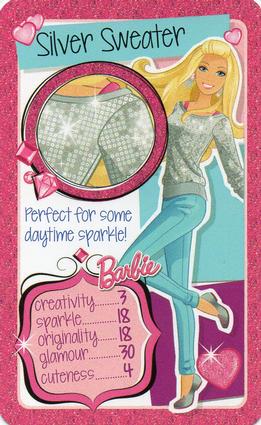 Silver Sweater
Perfect for some
daytime sparkle!
Barbie
creativity.......3
sparkle..........18
originality......18
glamour........30
cuteness........4